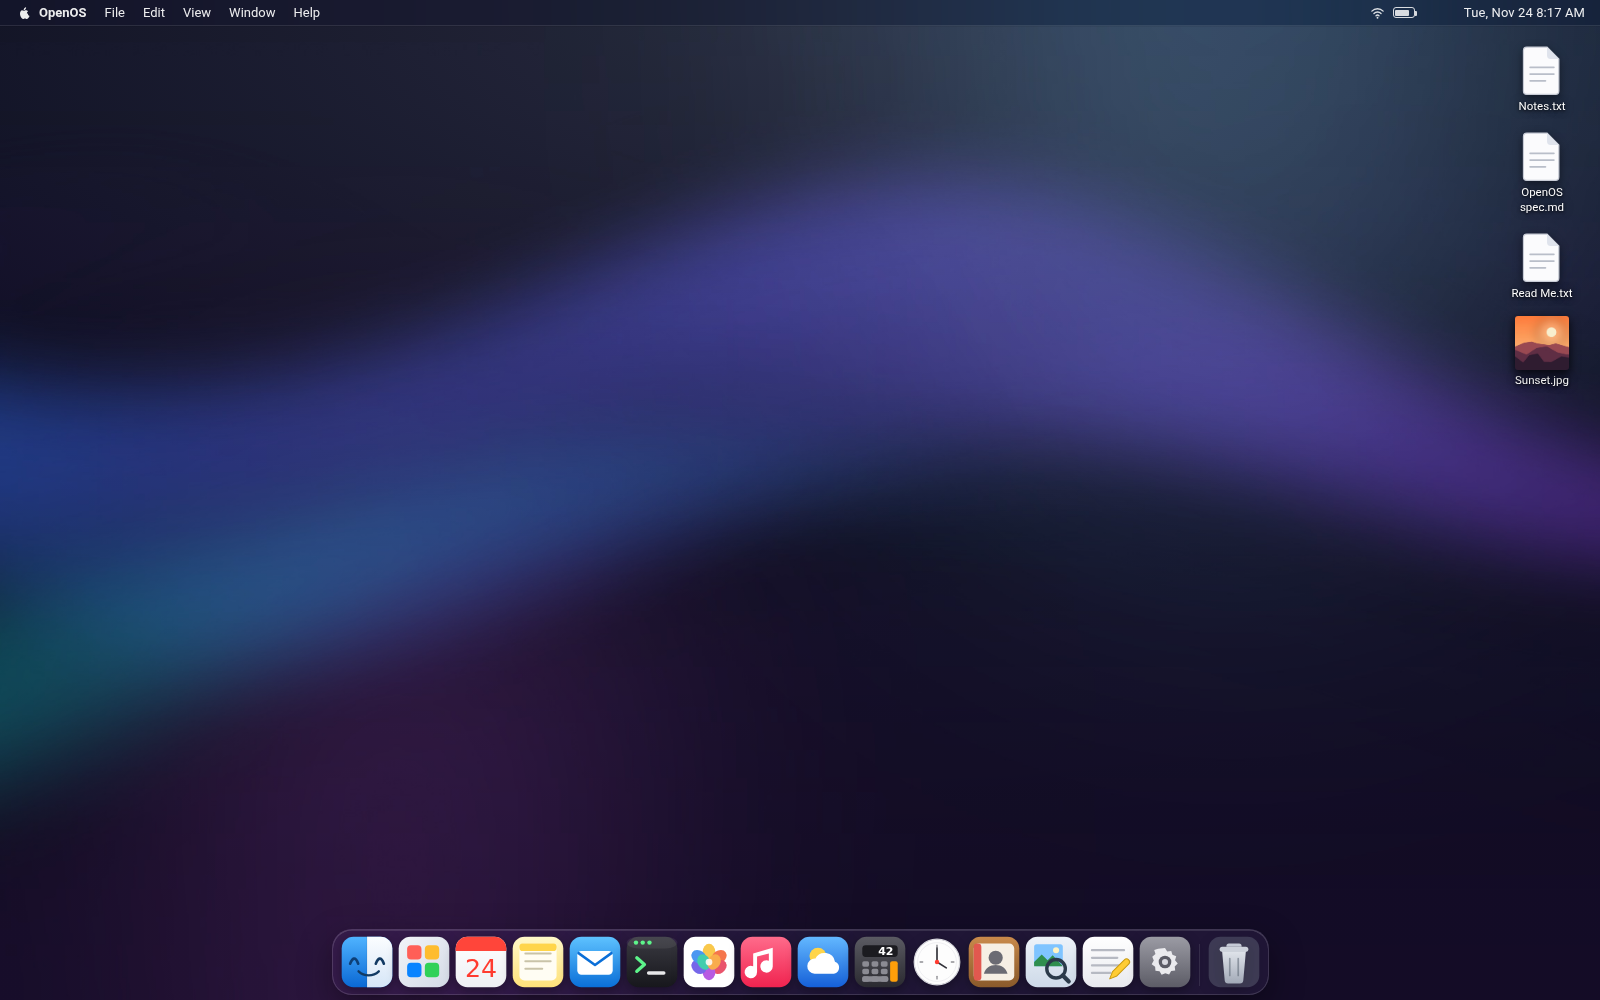 OpenOS File Edit View Window Help Tue, Nov 24 8:17 AM
Notes.txt
OpenOS
spec.md
Read Me.txt
Sunset.jpg
24
42